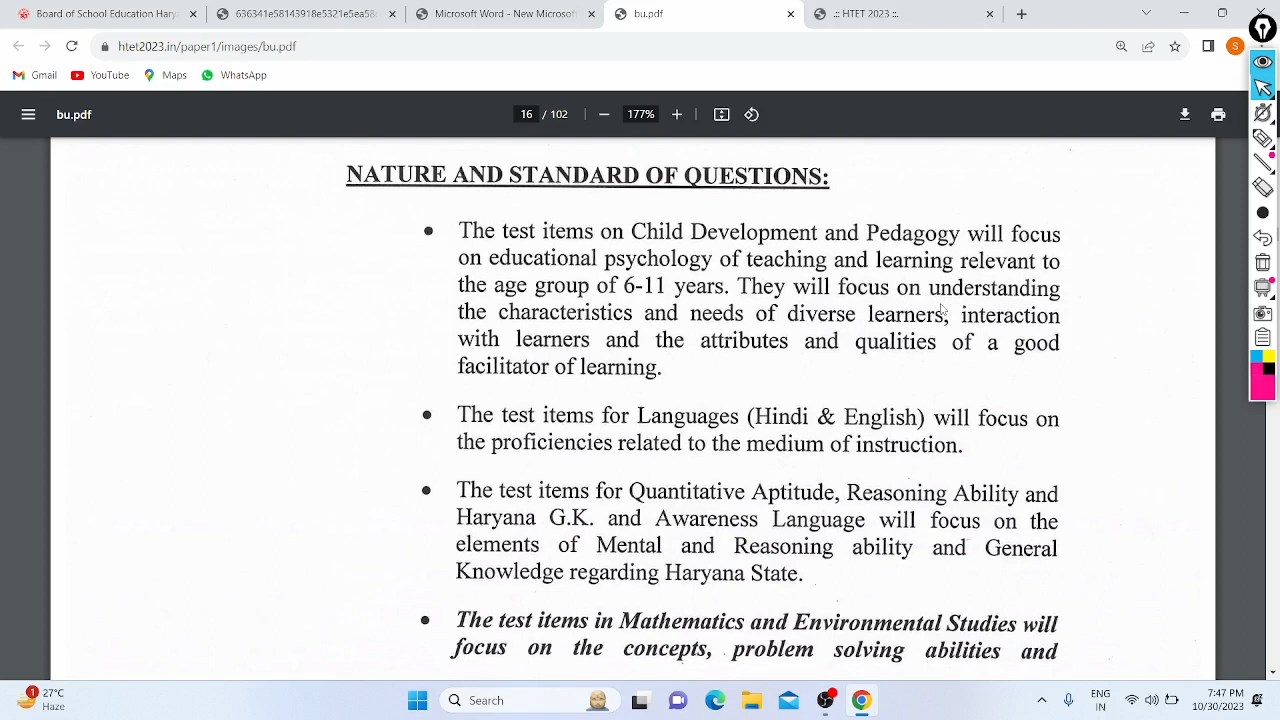 Board of School Education Hary
636341e58143918e5321e5ea58
Microsoft Word - New Microsof
bu.pdf
:: HTET 2023 ::
htet2023.in/paper1/images/bu.pdf
S
Gmail
YouTube
Maps
WhatsApp
bu.pdf
16 / 102
177%
NATURE AND STANDARD OF QUESTIONS:
• The test items on Child Development and Pedagogy will focus
on educational psychology of teaching and learning relevant to
the age group of 6-11 years. They will focus on understanding
the characteristics and needs of diverse learners, interaction
with learners and the attributes and qualities of a good
facilitator of learning.
• The test items for Languages (Hindi & English) will focus on
the proficiencies related to the medium of instruction.
• The test items for Quantitative Aptitude, Reasoning Ability and
Haryana G.K. and Awareness Language will focus on the
elements of Mental and Reasoning ability and General
Knowledge regarding Haryana State.
• The test items in Mathematics and Environmental Studies will
focus on the concepts, problem solving abilities and
1
27°C
Haze
Search
ENG
IN
7:47 PM
10/30/2023